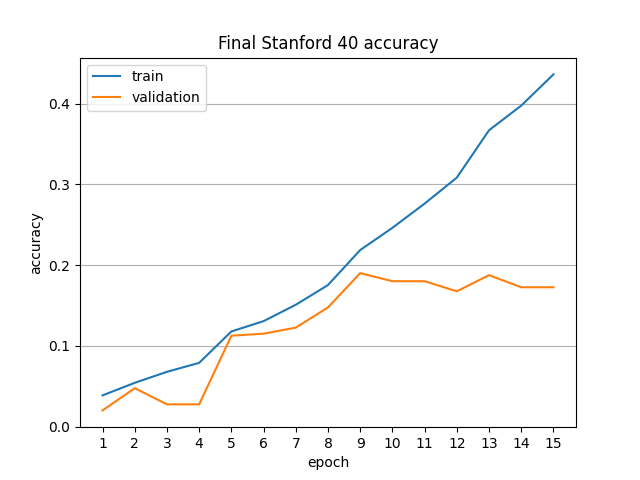 Final Stanford 40 accuracy
train
validation
accuracy
0.4
0.3
0.2
0.1
0.0
1 2 3 4 5 6 7 8 9 10 11 12 13 14 15
epoch